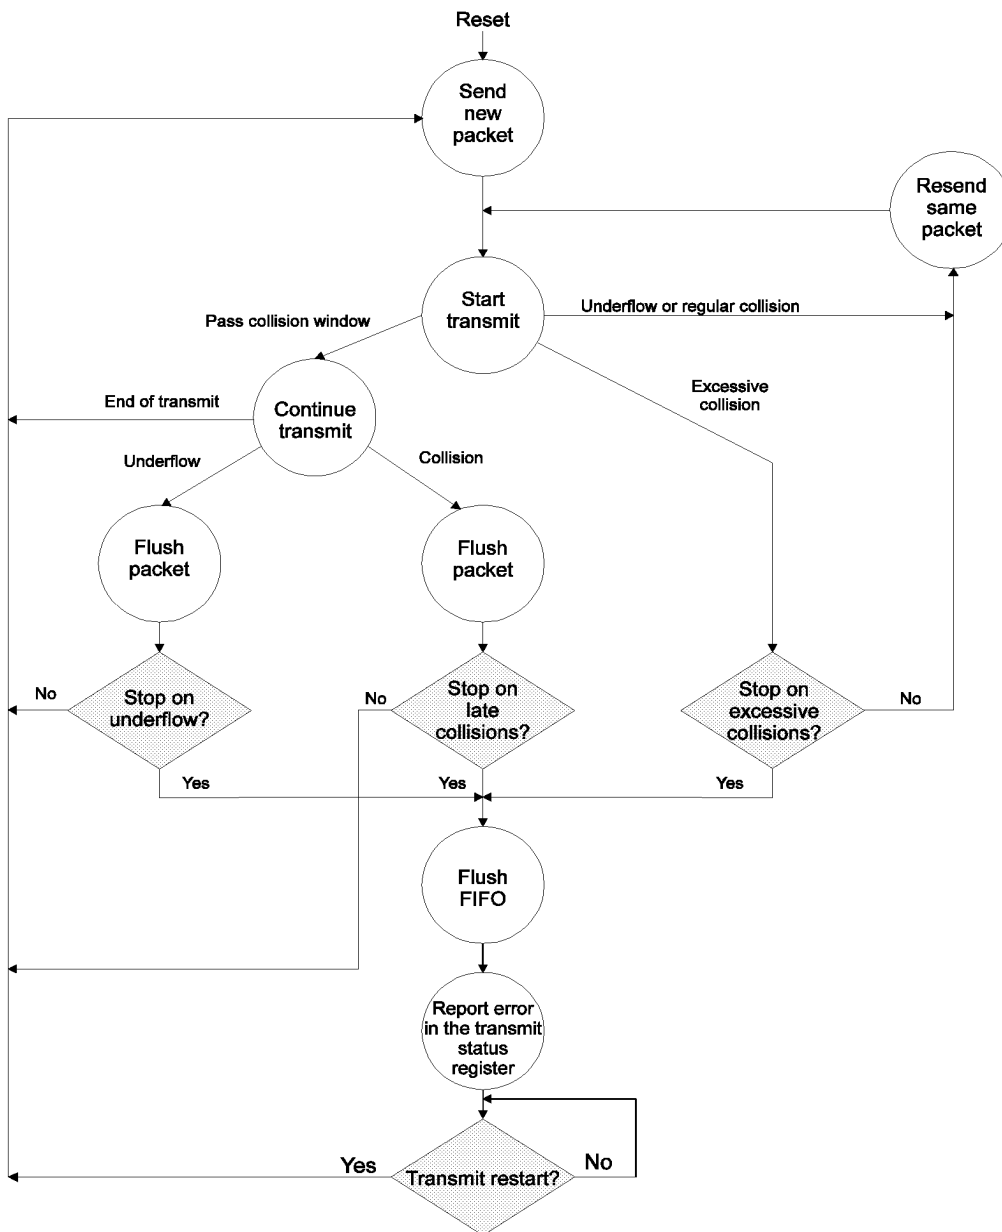 Reset
Send
new
packet
Resend
same
packet
Start
transmit
Underflow or regular collision
Pass collision window
Excessive
collision
End of transmit
Continue
transmit
Underflow
Collision
Flush
packet
Flush
packet
No
Stop on
underflow?
No
Stop on
late
collisions?
Stop on
excessive
collisions?
No
Yes
Yes
Yes
Flush
FIFO
Report error
in the transmit
status
register
Yes
Transmit restart?
No